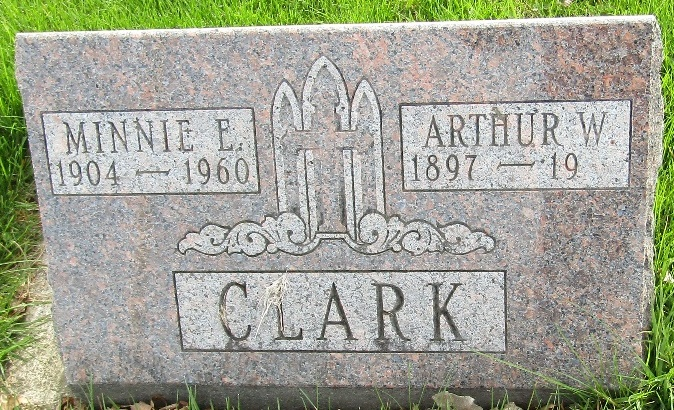 MINNIE E.
1904 — 1960
ARTHUR W.
1897 — 19
CLARK